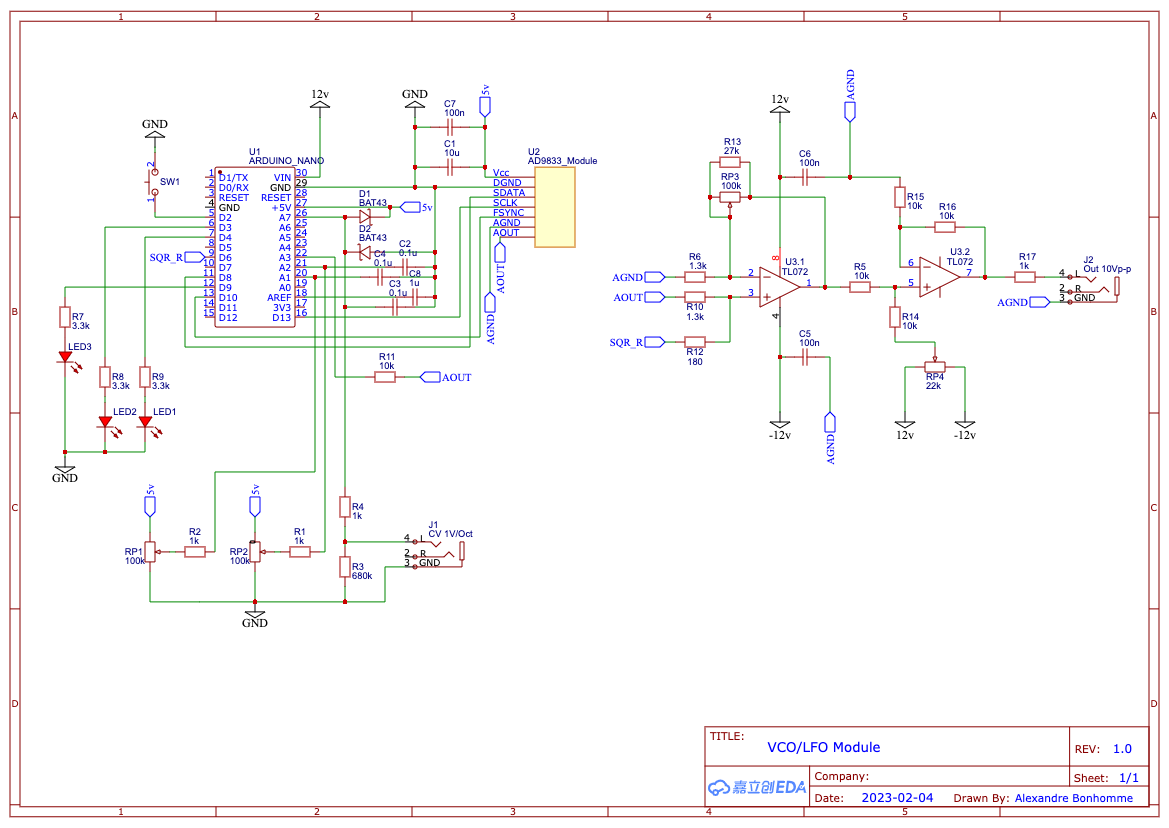 1 2 3 4 5
A A
B B
C C
D D
1 2 3 4 5
GND
SW1
2
1
12v
GND
5v
C7
100n
C1
10u
U1
ARDUINO_NANO
1 D1/TX VIN 30
2 D0/RX GND 29
3 RESET RESET 28
4 GND +5V 27
5 D2 A7 26
6 D3 A6 25
7 D4 A5 24
8 D5 A4 23
9 D6 A3 22
10 D7 A2 21
11 D8 A1 20
12 D9 A0 19
13 D10 AREF 18
14 D11 3V3 17
15 D12 D13 16
SQR_R
U2
AD9833_Module
Vcc
DGND
SDATA
SCLK
FSYNC
AGND
AOUT
AOUT
AGND
D1
BAT43
5v
D2
BAT43
C4
0.1u
C2
0.1u
C3
0.1u
C8
1u
R7
3.3k
LED3
R8
3.3k
R9
3.3k
LED2
LED1
GND
R11
10k
AOUT
5v
5v
RP1
100k
R2
1k
RP2
100k
R1
1k
R4
1k
R3
680k
GND
J1
CV 1V/Oct
4 L
2 R
3 GND
12v
AGND
C6
100n
R13
27k
RP3
100k
AGND
R6
1.3k
AOUT
R10
1.3k
SQR_R
R12
180
U3.1
TL072
2
3
8
4
1
C5
100n
-12v
AGND
R5
10k
R15
10k
R16
10k
U3.2
TL072
6
5
7
R14
10k
RP4
22k
12v
-12v
R17
1k
J2
Out 10Vp-p
4 L
2 R
3 GND
AGND
TITLE:
VCO/LFO Module
REV: 1.0
嘉立创EDA
Company:
Sheet: 1/1
Date: 2023-02-04 Drawn By: Alexandre Bonhomme